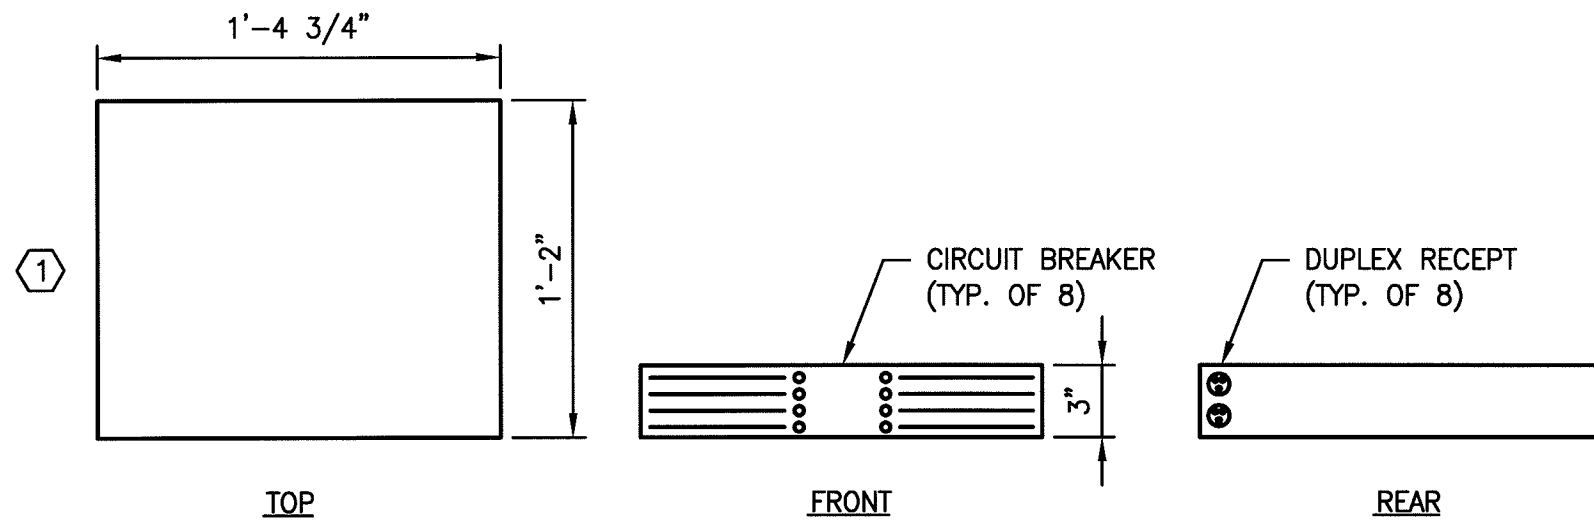 1'-4 3/4"
1
1'-2"
CIRCUIT BREAKER
(TYP. OF 8)
DUPLEX RECEPT
(TYP. OF 8)
3"
TOP
FRONT
REAR